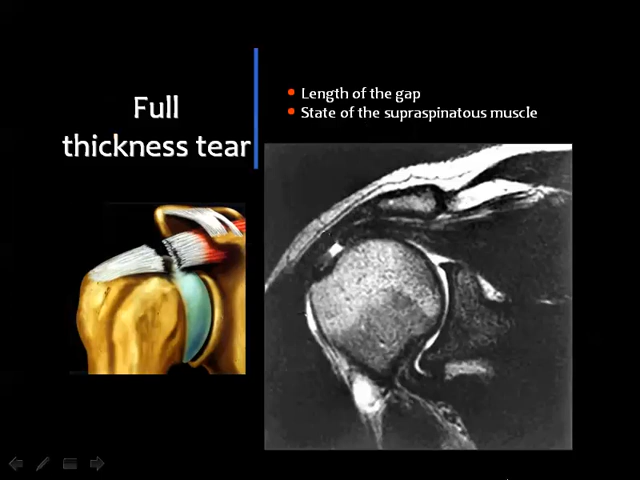 Full
thickness tear
Length of the gap
State of the supraspinatous muscle